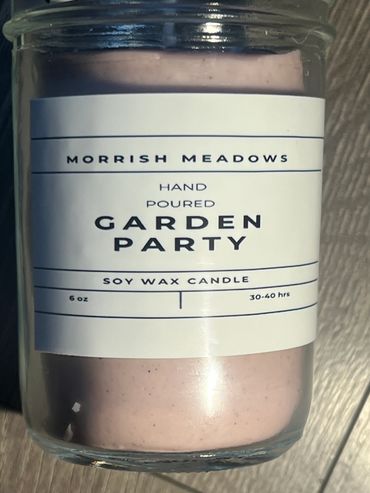 MORRISH MEADOWS
HAND
POURED
GARDEN
PARTY
SOY WAX CANDLE
6 oz | 30-40 hrs